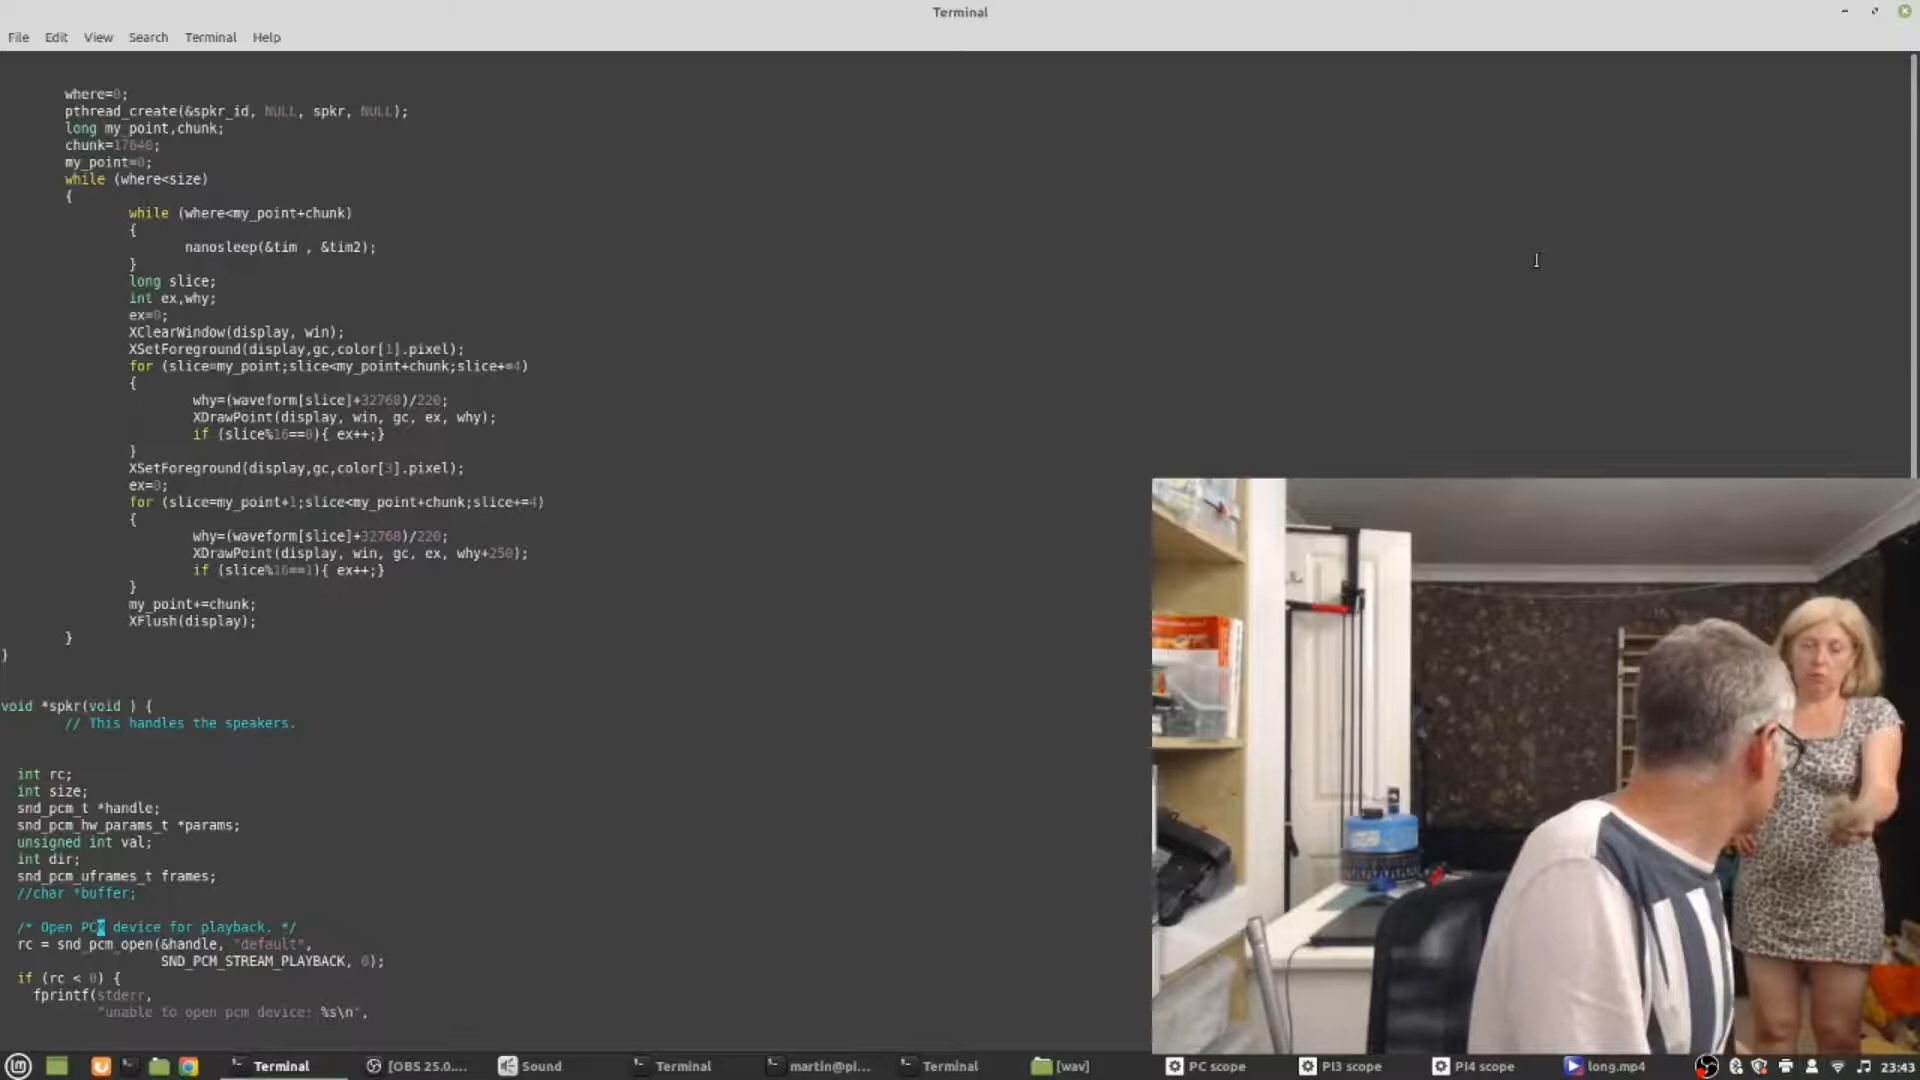 Terminal
File Edit View Search Terminal Help
where=0;
pthread_create(&spkr_id, NULL, spkr, NULL);
long my_point,chunk;
chunk=17640;
my_point=0;
while (where<size)
{
while (where<my_point+chunk)
{
nanosleep(&tim , &tim2);
}
long slice;
int ex,why;
ex=0;
XClearWindow(display, win);
XSetForeground(display,gc,color[1].pixel);
for (slice=my_point;slice<my_point+chunk;slice+=4)
{
why=(waveform[slice]+32768)/220;
XDrawPoint(display, win, gc, ex, why);
if (slice%16==0){ ex++;}
}
XSetForeground(display,gc,color[3].pixel);
ex=0;
for (slice=my_point+1;slice<my_point+chunk;slice+=4)
{
why=(waveform[slice]+32768)/220;
XDrawPoint(display, win, gc, ex, why+250);
if (slice%16==1){ ex++;}
}
my_point+=chunk;
XFlush(display);
}
}
void *spkr(void ) {
// This handles the speakers.
int rc;
int size;
snd_pcm_t *handle;
snd_pcm_hw_params_t *params;
unsigned int val;
int dir;
snd_pcm_uframes_t frames;
//char *buffer;
/* Open PCM device for playback. */
rc = snd_pcm_open(&handle, "default",
SND_PCM_STREAM_PLAYBACK, 0);
if (rc < 0) {
fprintf(stderr,
"unable to open pcm device: %s\n",
Terminal [OBS 25.0.... Sound Terminal martin@pl... Terminal [wav] PC scope PI3 scope PI4 scope long.mp4 23:43